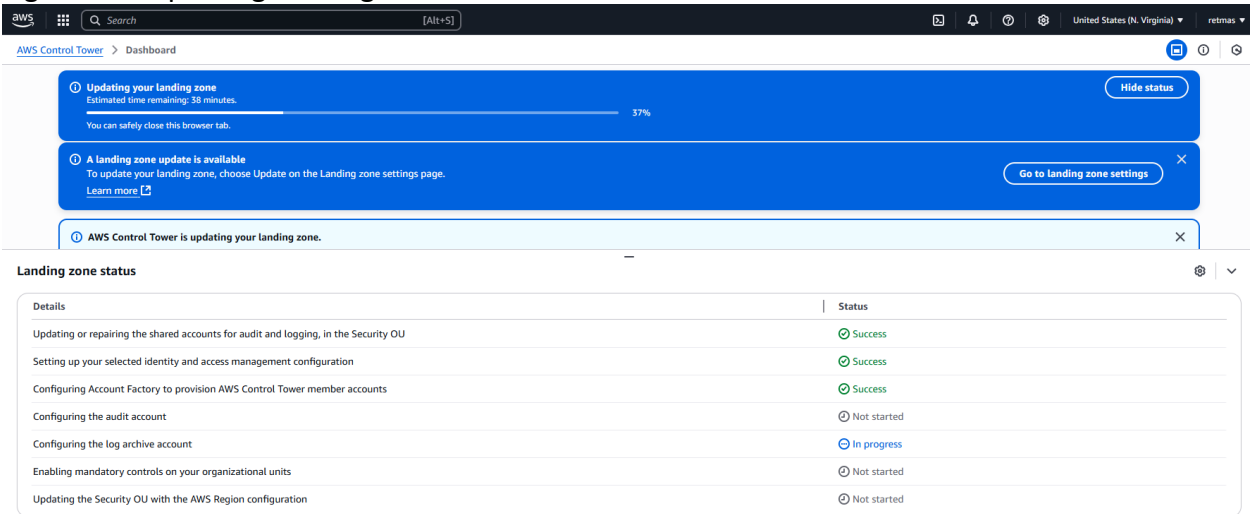 aws
Search [Alt+S] United States (N. Virginia) retmas
AWS Control Tower > Dashboard
Updating your landing zone
Hide status
Estimated time remaining: 38 minutes.
37%
You can safely close this browser tab.
A landing zone update is available
To update your landing zone, choose Update on the Landing zone settings page.
Go to landing zone settings
Learn more
AWS Control Tower is updating your landing zone.
Landing zone status
Details Status
Updating or repairing the shared accounts for audit and logging, in the Security OU Success
Setting up your selected identity and access management configuration Success
Configuring Account Factory to provision AWS Control Tower member accounts Success
Configuring the audit account Not started
Configuring the log archive account In progress
Enabling mandatory controls on your organizational units Not started
Updating the Security OU with the AWS Region configuration Not started